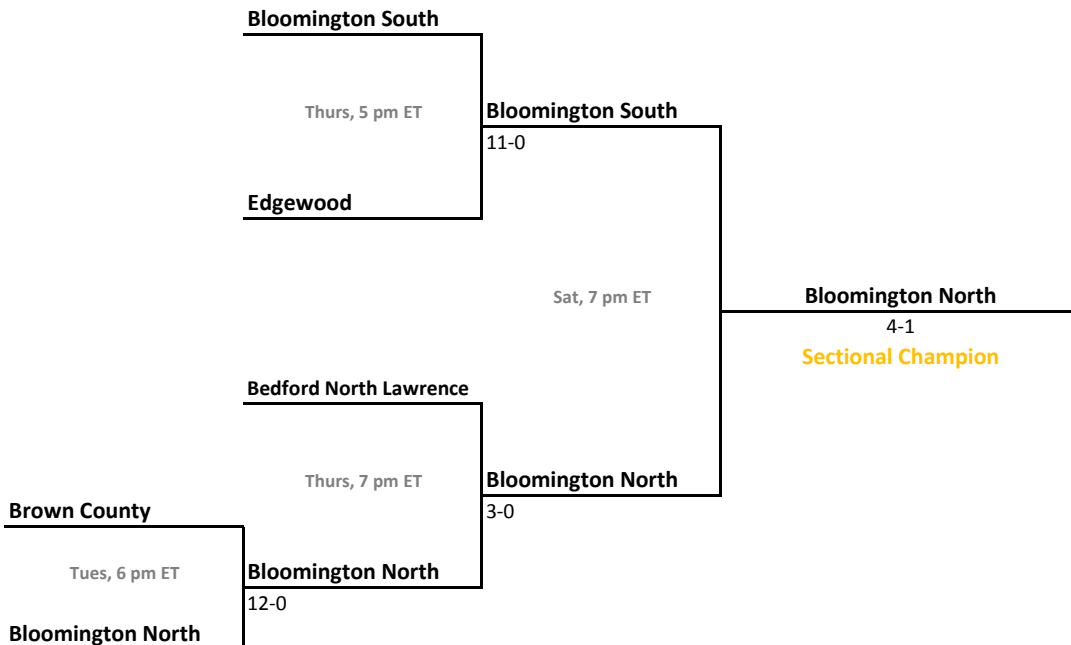 Bloomington South
Thurs, 5 pm ET
Bloomington South
11-0
Edgewood
Sat, 7 pm ET
Bloomington North
4-1
Sectional Champion
Bedford North Lawrence
Thurs, 7 pm ET
Bloomington North
3-0
Brown County
Tues, 6 pm ET
Bloomington North
12-0
Bloomington North